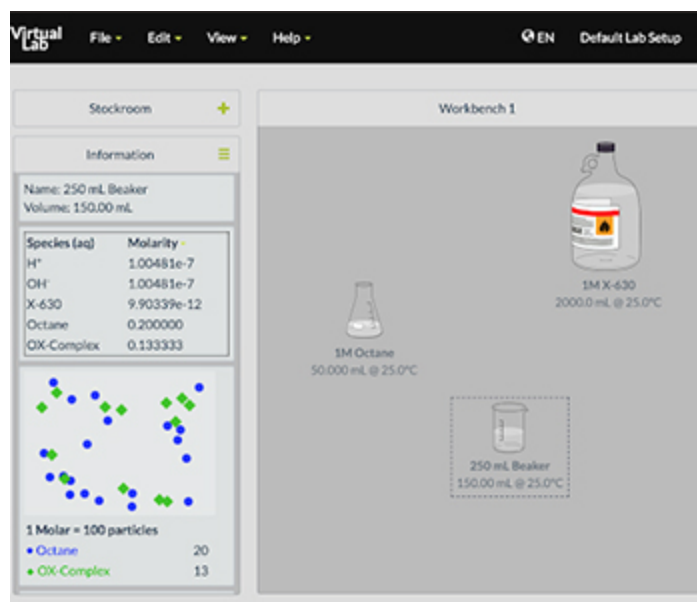 Virtual Lab File Edit View Help EN Default Lab Setup
Stockroom +
Information
Name: 250 mL Beaker
Volume: 150.00 mL
Species (aq) Molarity
H⁺ 1.00481e-7
OH⁻ 1.00481e-7
X-630 9.90339e-12
Octane 0.200000
OX-Complex 0.133333
1 Molar = 100 particles
Octane 20
OX-Complex 13
Workbench 1
1M X-630
2000.0 mL @ 25.0°C
1M Octane
50.000 mL @ 25.0°C
250 mL Beaker
150.00 mL @ 25.0°C